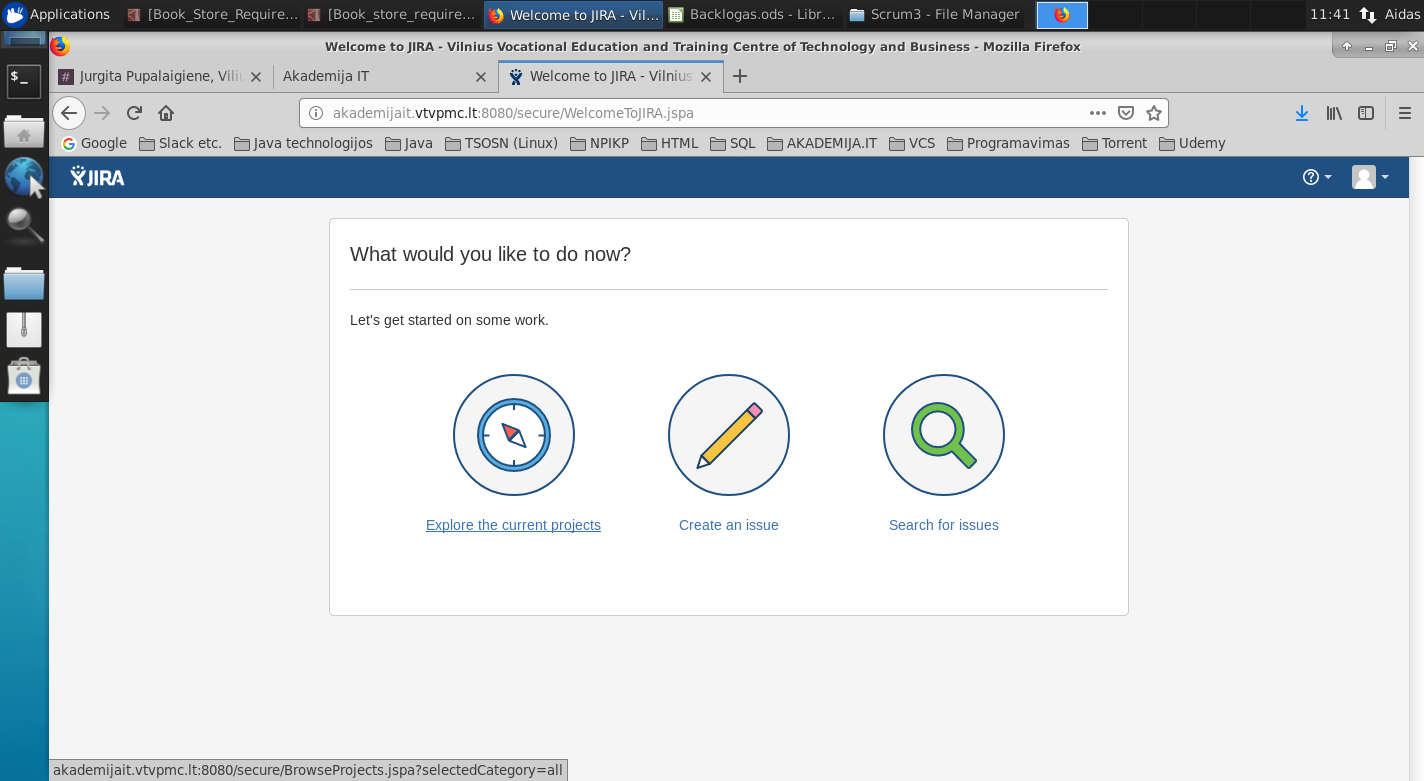 Applications
[Book_Store_Require...
[Book_store_require...
Welcome to JIRA - Vil...
Backlogas.ods - Libr...
Scrum3 - File Manager
11:41
Aidas
Welcome to JIRA - Vilnius Vocational Education and Training Centre of Technology and Business - Mozilla Firefox
Jurgita Pupalaigiene, Viliu
Akademija IT
Welcome to JIRA - Vilnius
akademijait.vtvpmc.lt:8080/secure/WelcomeToJIRA.jspa
Google
Slack etc.
Java technologijos
Java
TSOSN (Linux)
NPIKP
HTML
SQL
AKADEMIJA.IT
VCS
Programavimas
Torrent
Udemy
$_
JIRA
What would you like to do now?
Let's get started on some work.
Explore the current projects
Create an issue
Search for issues
akademijait.vtvpmc.lt:8080/secure/BrowseProjects.jspa?selectedCategory=all